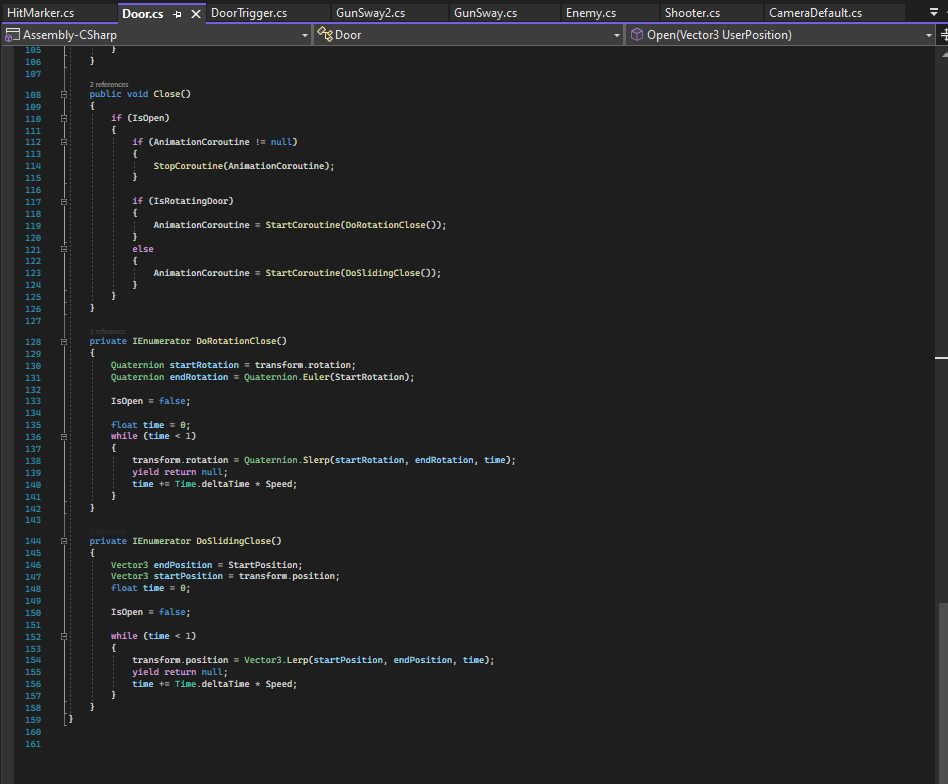 HitMarker.cs Door.cs DoorTrigger.cs GunSway2.cs GunSway.cs Enemy.cs Shooter.cs CameraDefault.cs
Assembly-CSharp Door Open(Vector3 UserPosition)
105 }
106 }
107
2 references
108 public void Close()
109 {
110 if (IsOpen)
111 {
112 if (AnimationCoroutine != null)
113 {
114 StopCoroutine(AnimationCoroutine);
115 }
116
117 if (IsRotatingDoor)
118 {
119 AnimationCoroutine = StartCoroutine(DoRotationClose());
120 }
121 else
122 {
123 AnimationCoroutine = StartCoroutine(DoSlidingClose());
124 }
125 }
126 }
127
1 reference
128 private IEnumerator DoRotationClose()
129 {
130 Quaternion startRotation = transform.rotation;
131 Quaternion endRotation = Quaternion.Euler(StartRotation);
132
133 IsOpen = false;
134
135 float time = 0;
136 while (time < 1)
137 {
138 transform.rotation = Quaternion.Slerp(startRotation, endRotation, time);
139 yield return null;
140 time += Time.deltaTime * Speed;
141 }
142 }
143
1 reference
144 private IEnumerator DoSlidingClose()
145 {
146 Vector3 endPosition = StartPosition;
147 Vector3 startPosition = transform.position;
148 float time = 0;
149
150 IsOpen = false;
151
152 while (time < 1)
153 {
154 transform.position = Vector3.Lerp(startPosition, endPosition, time);
155 yield return null;
156 time += Time.deltaTime * Speed;
157 }
158 }
159 }
160
161